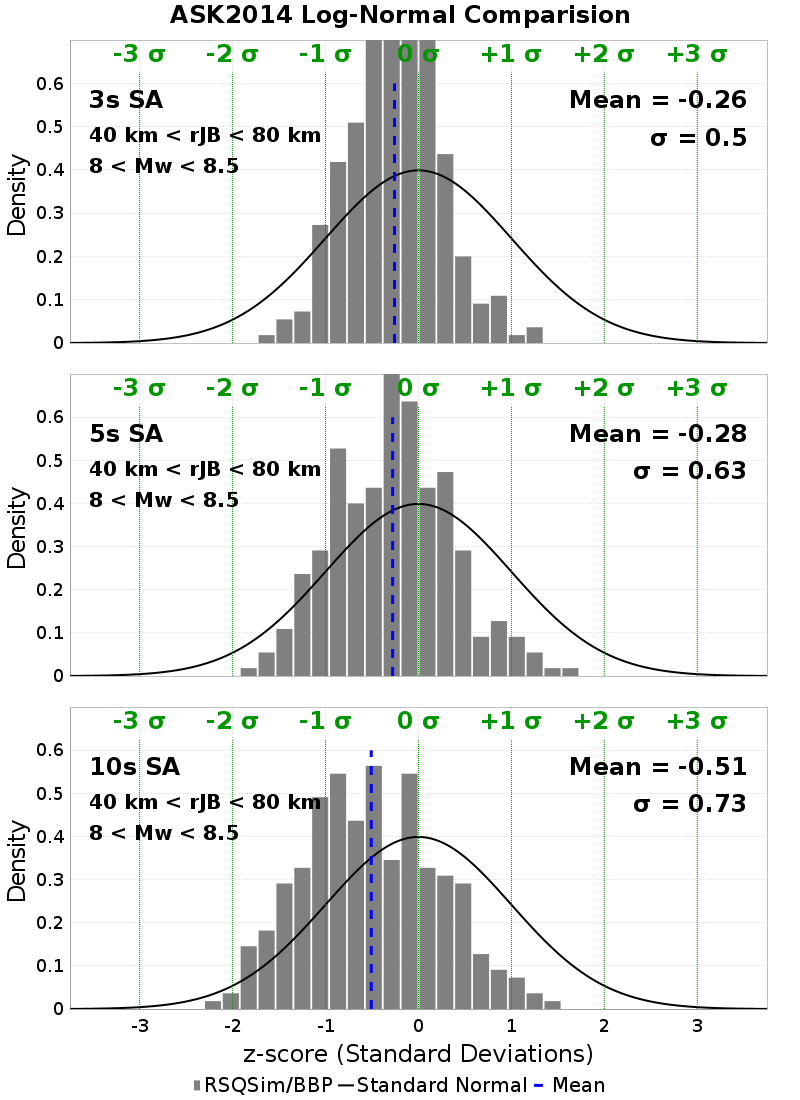 ASK2014 Log-Normal Comparision
-3 σ -2 σ -1 σ 0 σ +1 σ +2 σ +3 σ
3s SA
40 km < rJB < 80 km
8 < Mw < 8.5
Mean = -0.26
σ = 0.5
0.6
0.5
0.4
0.3
0.2
0.1
0
Density
-3 σ -2 σ -1 σ 0 σ +1 σ +2 σ +3 σ
5s SA
40 km < rJB < 80 km
8 < Mw < 8.5
Mean = -0.28
σ = 0.63
0.6
0.5
0.4
0.3
0.2
0.1
0
Density
-3 σ -2 σ -1 σ 0 σ +1 σ +2 σ +3 σ
10s SA
40 km < rJB < 80 km
8 < Mw < 8.5
Mean = -0.51
σ = 0.73
0.6
0.5
0.4
0.3
0.2
0.1
0
Density
-3 -2 -1 0 1 2 3
z-score (Standard Deviations)
RSQSim/BBP Standard Normal Mean